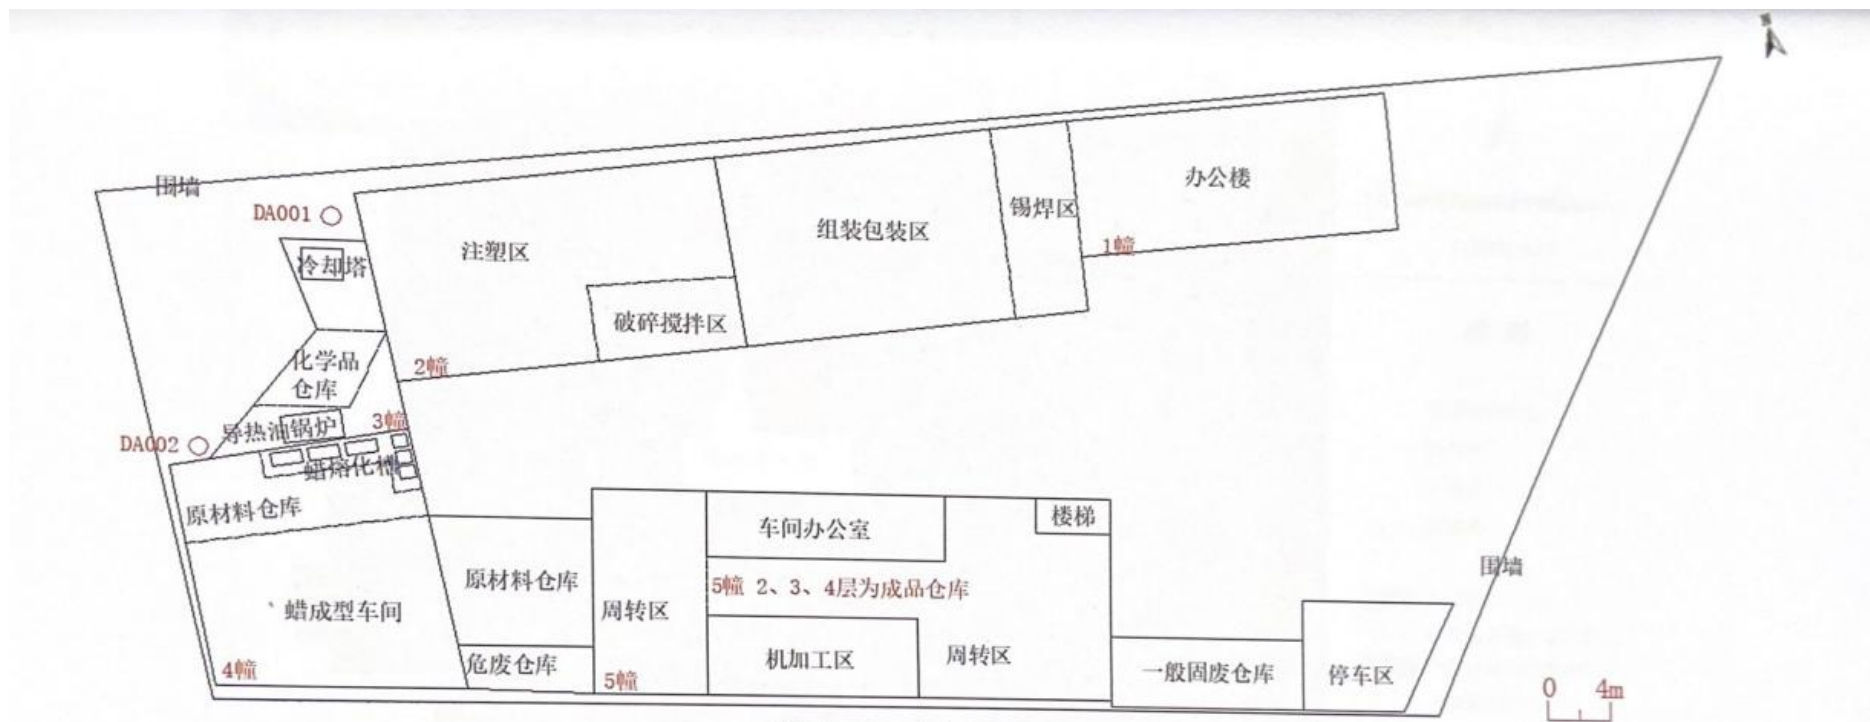 围墙
DA001
冷却塔
注塑区
破碎搅拌区
组装包装区
锡焊区
办公楼
1幢
2幢
化学品
仓库
3幢
导热油锅炉
DA002
蜡熔化槽
原材料仓库
蜡成型车间
4幢
原材料仓库
危废仓库
周转区
5幢
车间办公室
楼梯
5幢 2、3、4层为成品仓库
机加工区
周转区
一般固废仓库
停车区
围墙
0 4m